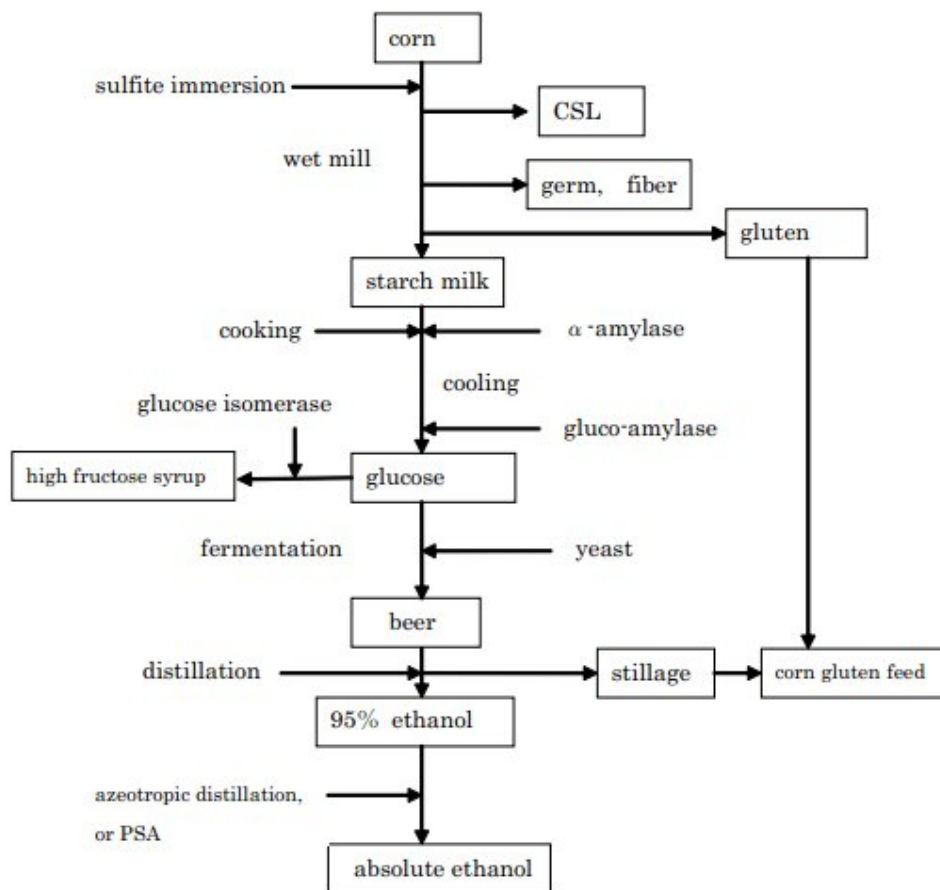 corn
sulfite immersion
CSL
wet mill
germ, fiber
gluten
starch milk
cooking
α-amylase
cooling
glucose isomerase
gluco-amylase
high fructose syrup
glucose
fermentation
yeast
beer
distillation
stillage
corn gluten feed
95% ethanol
azeotropic distillation,
or PSA
absolute ethanol